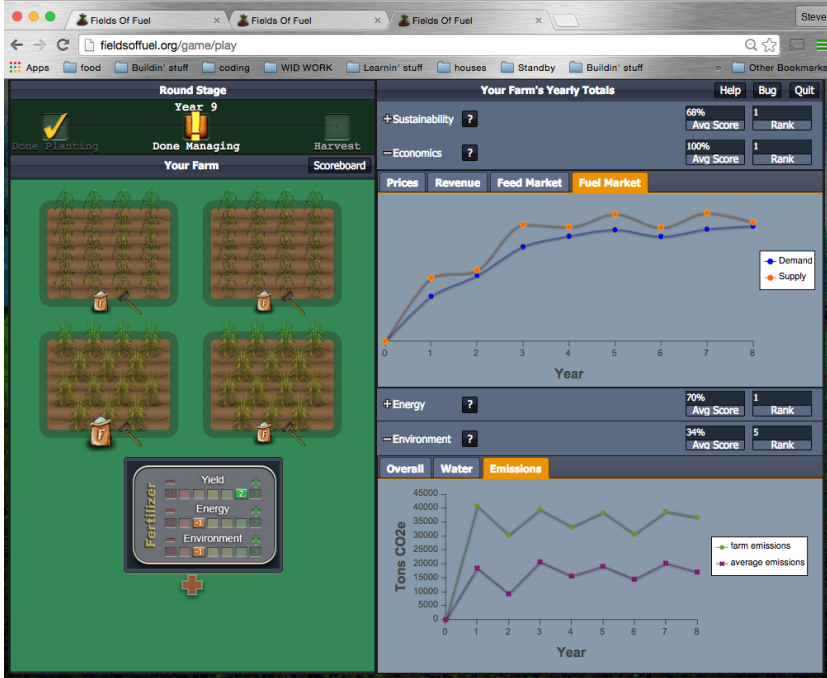 Fields Of Fuel
Fields Of Fuel
Fields Of Fuel
Steve
fieldsoffuel.org/game/play
Apps
food
Buildin' stuff
coding
WID WORK
Learnin' stuff
houses
Standby
Buildin' stuff
»
Other Bookmarks
Round Stage
Year 9
Done Planting
Done Managing
Harvest
Your Farm
Scoreboard
F
F
F
F
Fertilizer
Yield
2
Energy
-1
Environment
-1
Your Farm's Yearly Totals
Help
Bug
Quit
+Sustainability ?
68%
Avg Score
1
Rank
−Economics ?
100%
Avg Score
1
Rank
Prices
Revenue
Feed Market
Fuel Market
Demand
Supply
0 1 2 3 4 5 6 7 8
Year
+Energy ?
70%
Avg Score
1
Rank
−Environment ?
34%
Avg Score
5
Rank
Overall
Water
Emissions
Tons CO2e
45000
40000
35000
30000
25000
20000
15000
10000
5000
0
farm emissions
average emissions
0 1 2 3 4 5 6 7 8
Year